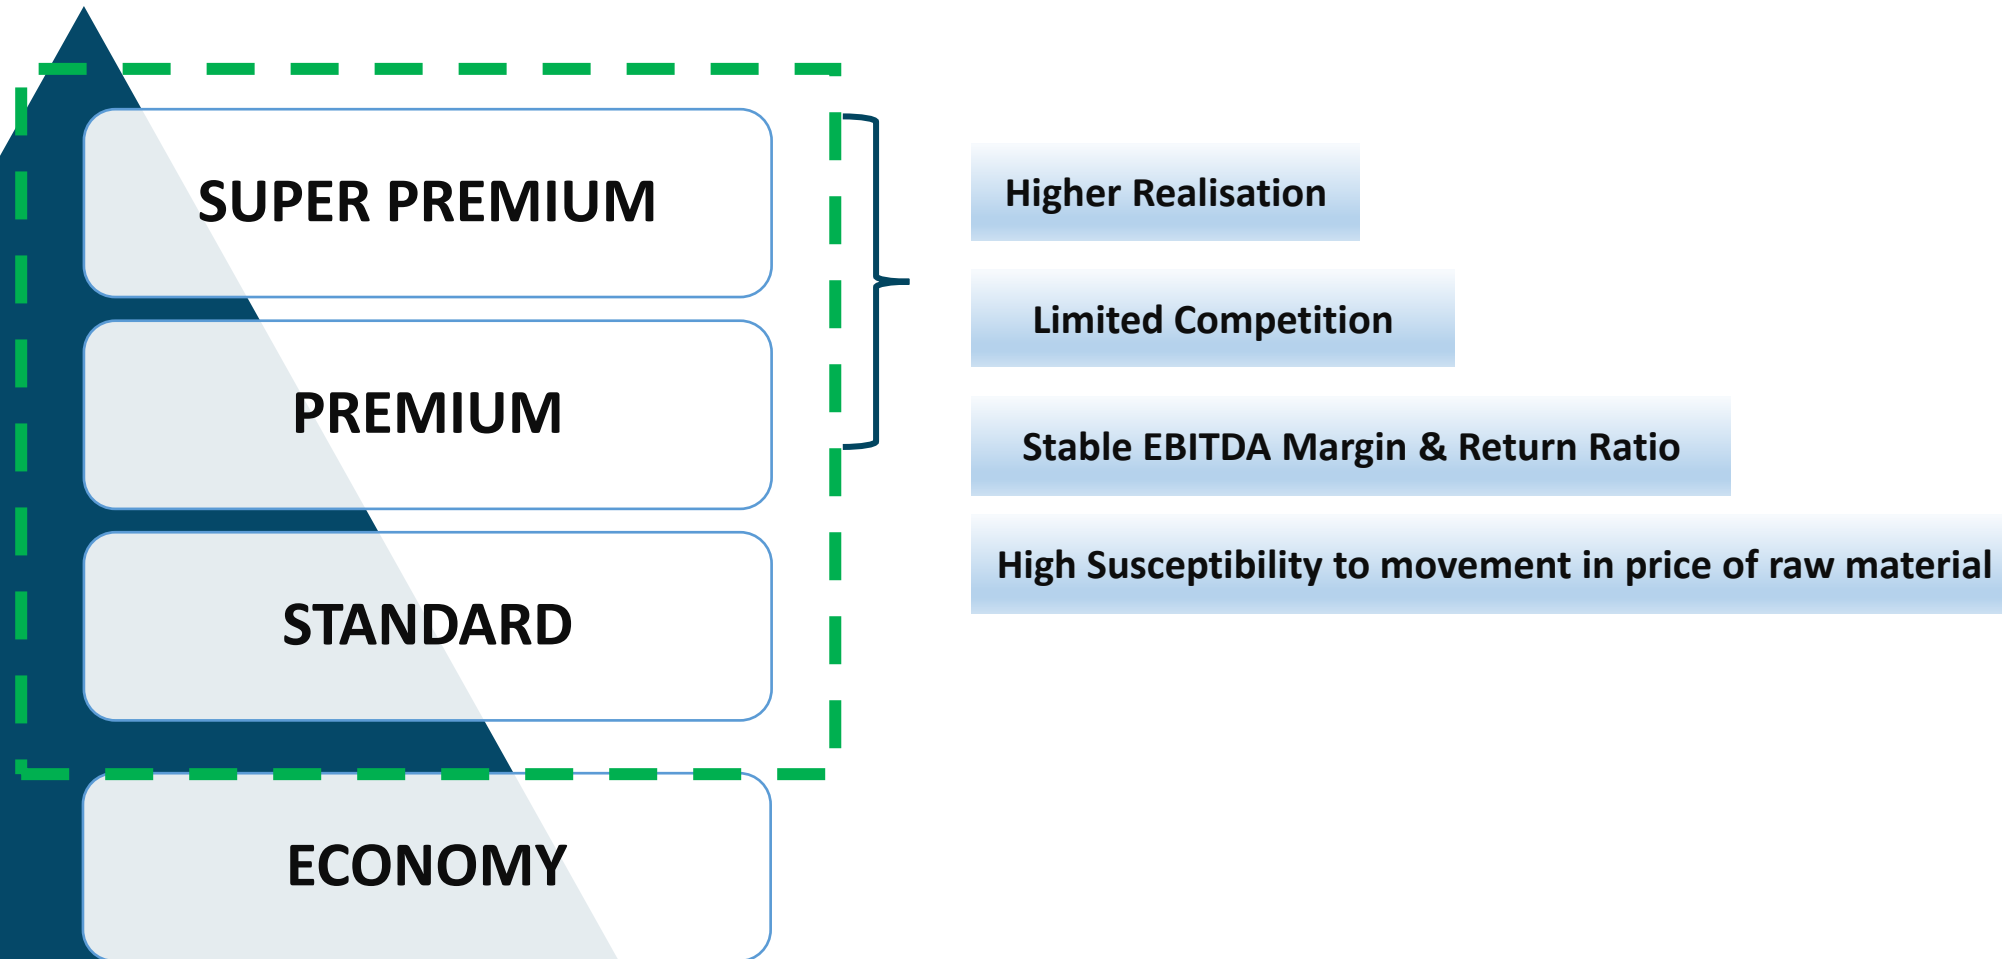 SUPER PREMIUM
PREMIUM
STANDARD
ECONOMY
Higher Realisation
Limited Competition
Stable EBITDA Margin & Return Ratio
High Susceptibility to movement in price of raw material